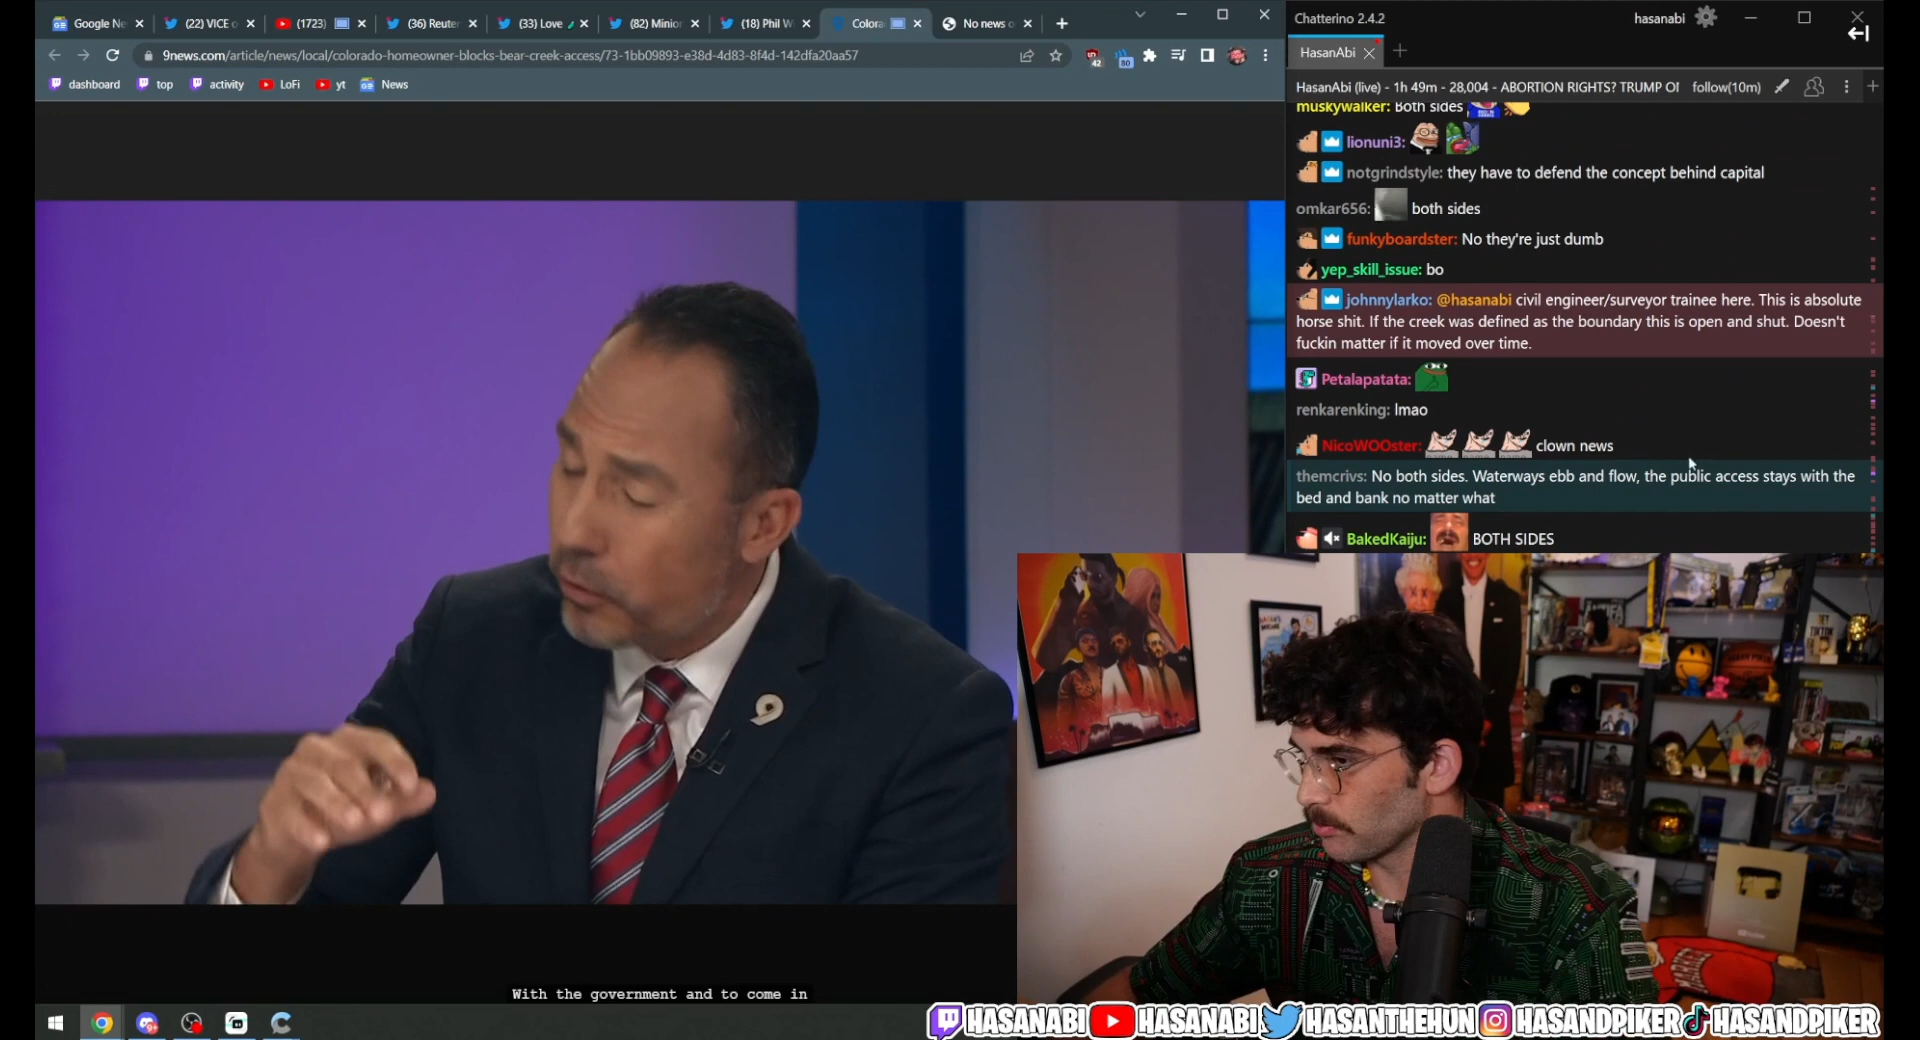 Google Ne
(22) VICE o
(1723)
(36) Reuter
(33) Love
(82) Minior
(18) Phil W
Colora
No news o
9news.com/article/news/local/colorado-homeowner-blocks-bear-creek-access/73-1bb09893-e38d-4d83-8f4d-142dfa20aa57
42
80
dashboard
top
activity
LoFi
yt
News
Chatterino 2.4.2
hasanabi
HasanAbi
HasanAbi (live) - 1h 49m - 28,004 - ABORTION RIGHTS? TRUMP OI
follow(10m)
muskywalker: Both sides
lionuni3:
notgrindstyle: they have to defend the concept behind capital
omkar656: both sides
funkyboardster: No they're just dumb
yep_skill_issue: bo
johnnylarko: @hasanabi civil engineer/surveyor trainee here. This is absolute
horse shit. If the creek was defined as the boundary this is open and shut. Doesn't
fuckin matter if it moved over time.
Petalapatata:
renkarenking: lmao
NicoWOOster: clown news
themcrivs: No both sides. Waterways ebb and flow, the public access stays with the
bed and bank no matter what
BakedKaiju: BOTH SIDES
9
With the government and to come in
HASANABI
HASANABI
HASANTHEHUN
HASANDPIKER
HASANDPIKER